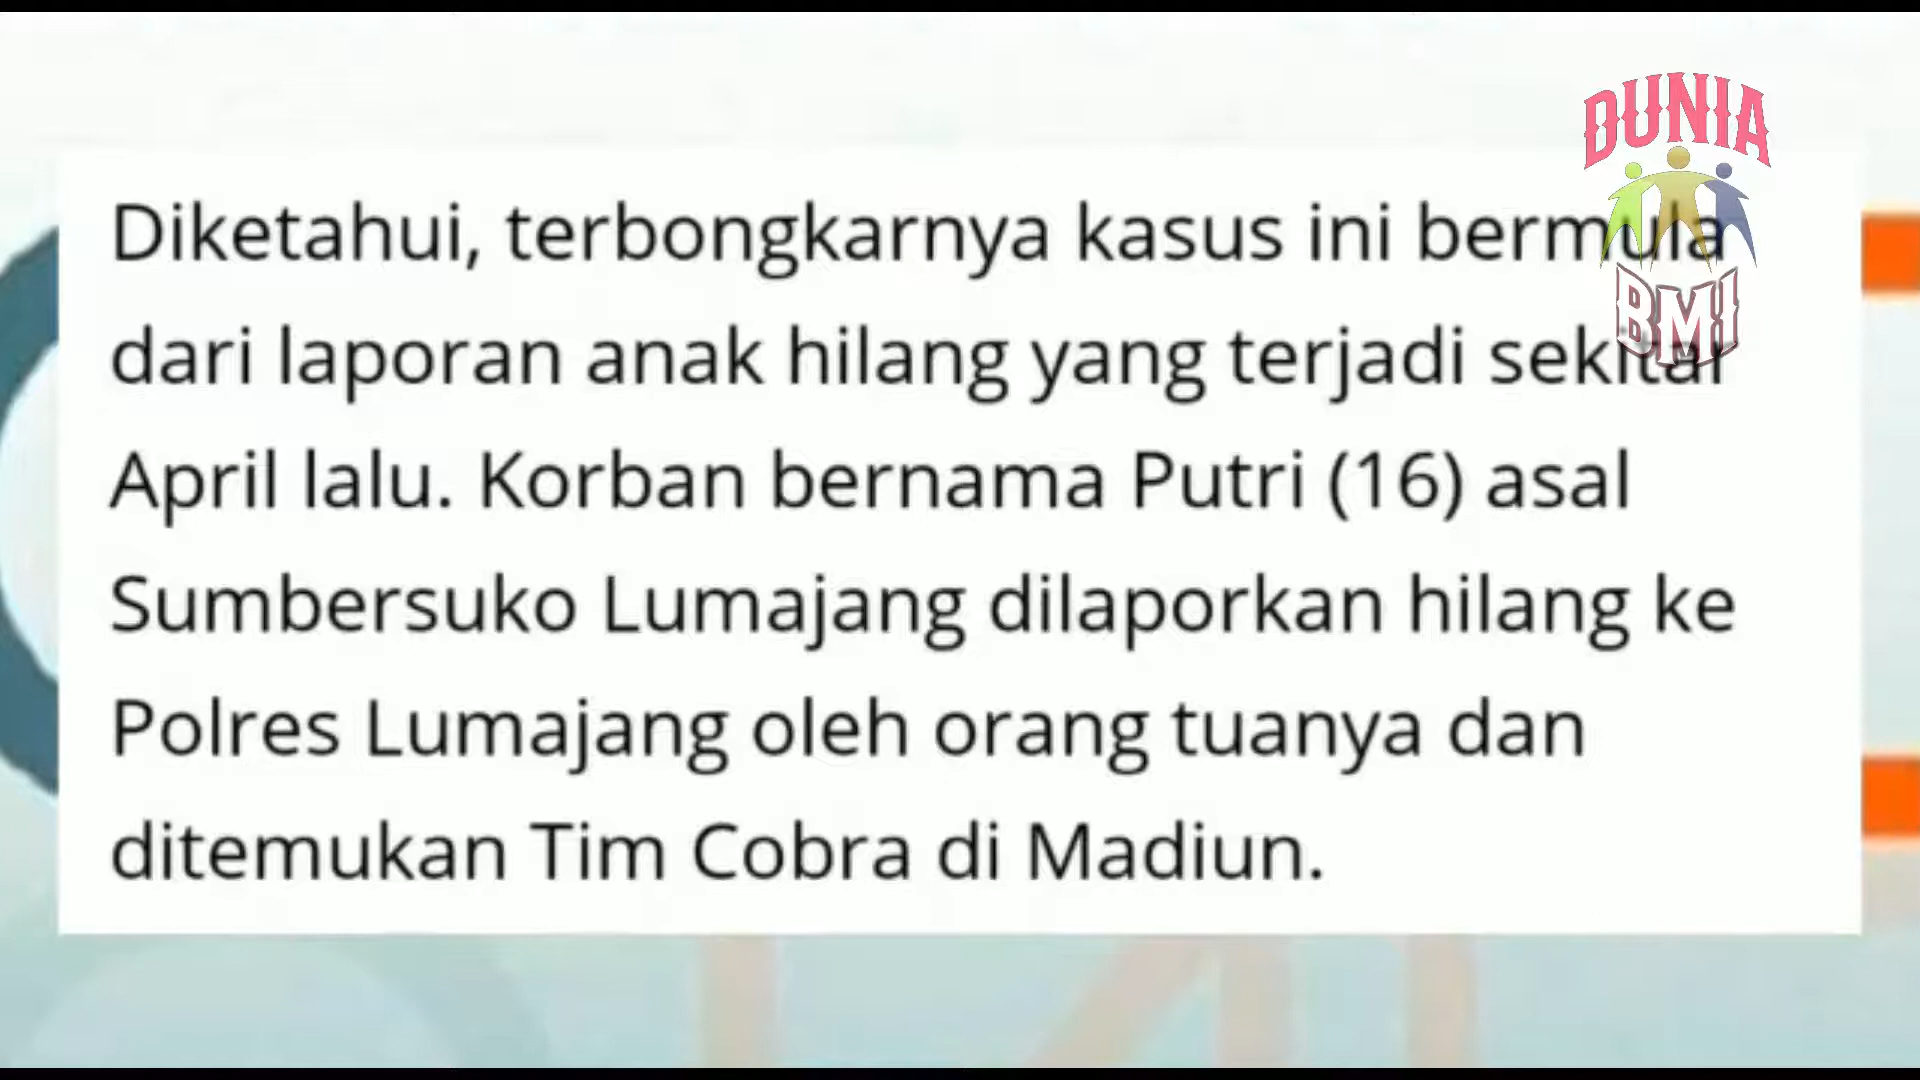 DUNIA
BMI
Diketahui, terbongkarnya kasus ini bermula
dari laporan anak hilang yang terjadi sekitar
April lalu. Korban bernama Putri (16) asal
Sumbersuko Lumajang dilaporkan hilang ke
Polres Lumajang oleh orang tuanya dan
ditemukan Tim Cobra di Madiun.